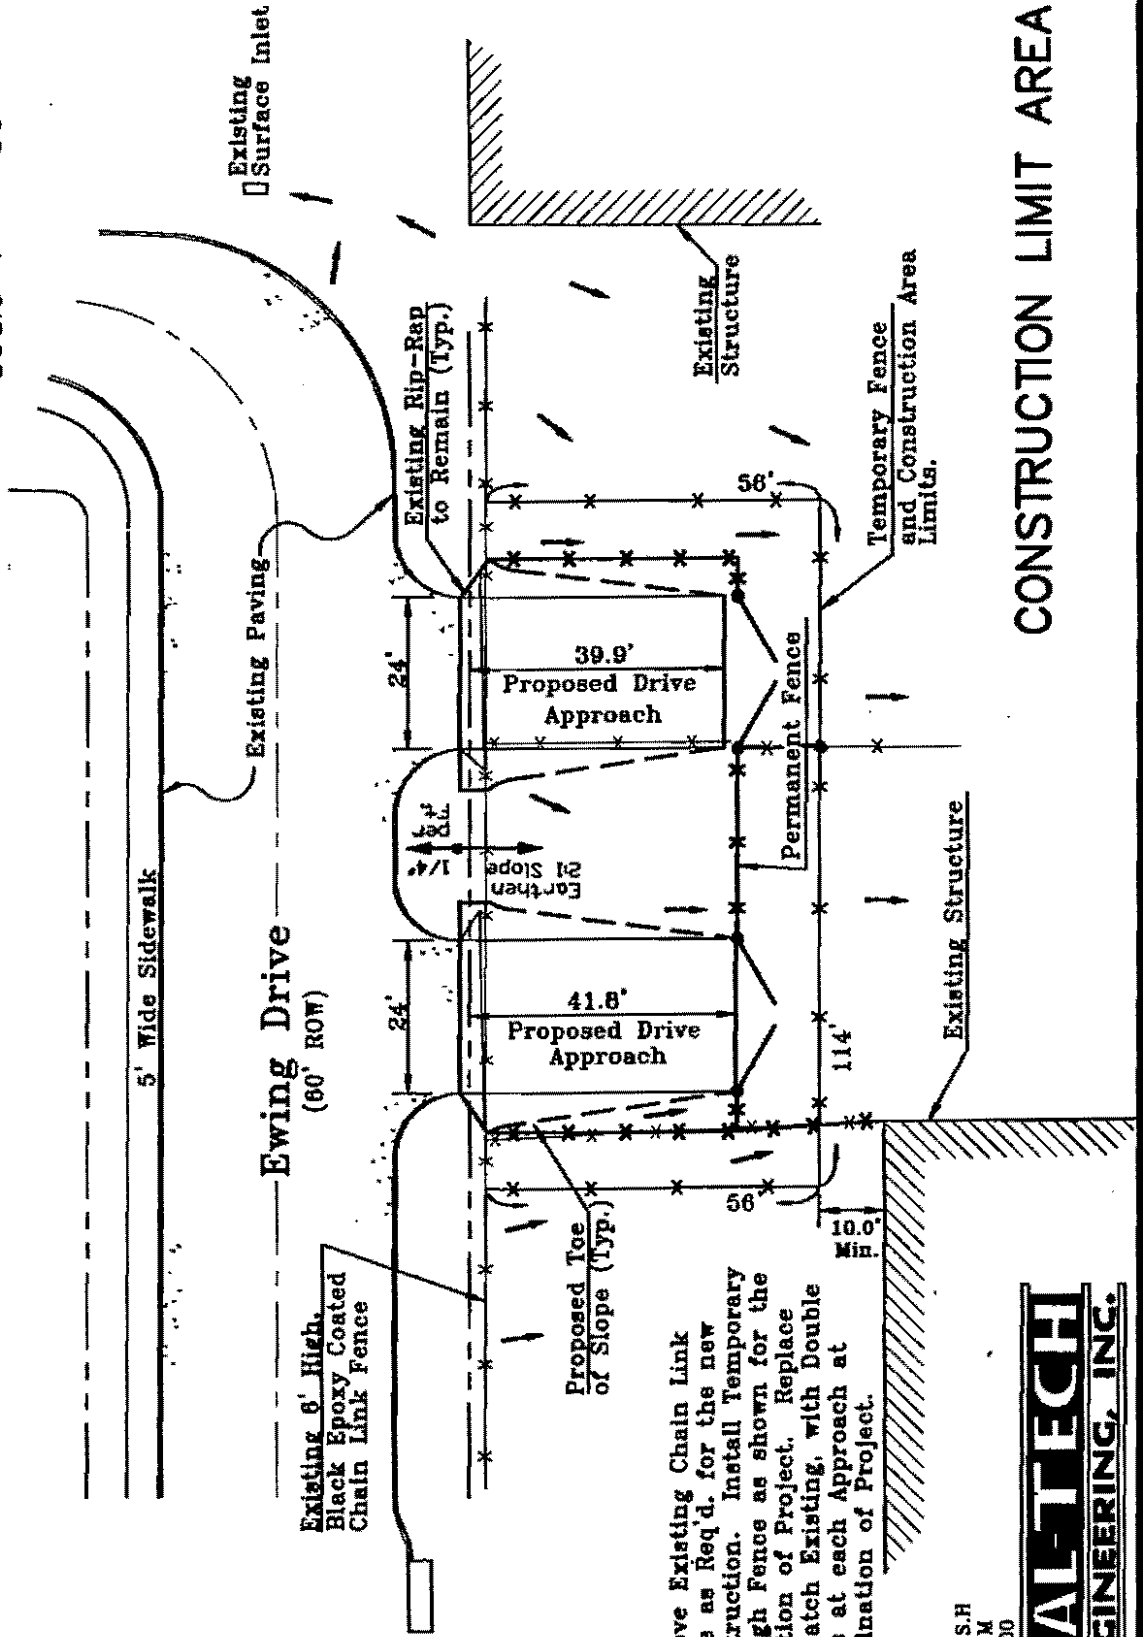 5' Wide Sidewalk
Existing Paving
Existing
Surface Inlet
Ewing Drive
(60' ROW)
Existing 6' High,
Black Epoxy Coated
Chain Link Fence
24'
24'
Existing Rip-Rap
to Remain (Typ.)
1/4"
Earthen
2:1 Slope
41.8'
Proposed Drive
Approach
39.9'
Proposed Drive
Approach
Proposed Toe
of Slope (Typ.)
56'
56'
114'
Permanent Fence
Existing
Structure
Temporary Fence
and Construction Area
Limits.
10.0'
Min.
Existing Structure
ve Existing Chain Link
e as Req'd. for the new
ruction. Install Temporary
gh Fence as shown for the
tion of Project. Replace
atch Existing, with Double
s at each Approach at
ination of Project.
CONSTRUCTION LIMIT AREA
S.H
M
00
AL-TECH
GINEERING, INC.